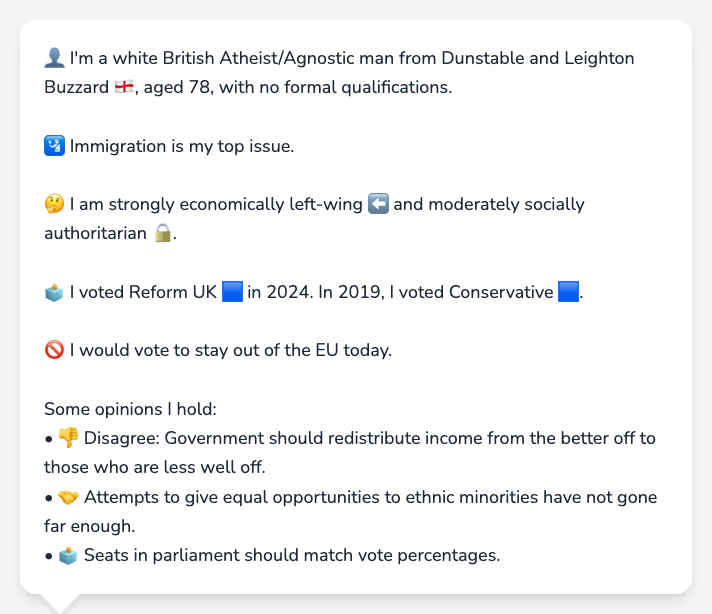 👤 I'm a white British Atheist/Agnostic man from Dunstable and Leighton
Buzzard 🏴󠁧󠁢󠁥󠁮󠁧󠁿, aged 78, with no formal qualifications.
🛂 Immigration is my top issue.
🤔 I am strongly economically left-wing ⬅️ and moderately socially
authoritarian 🔒.
🗳️ I voted Reform UK 🟦 in 2024. In 2019, I voted Conservative 🟦.
🚫 I would vote to stay out of the EU today.
Some opinions I hold:
• 👎 Disagree: Government should redistribute income from the better off to
those who are less well off.
• 🤝 Attempts to give equal opportunities to ethnic minorities have not gone
far enough.
• 🗳️ Seats in parliament should match vote percentages.